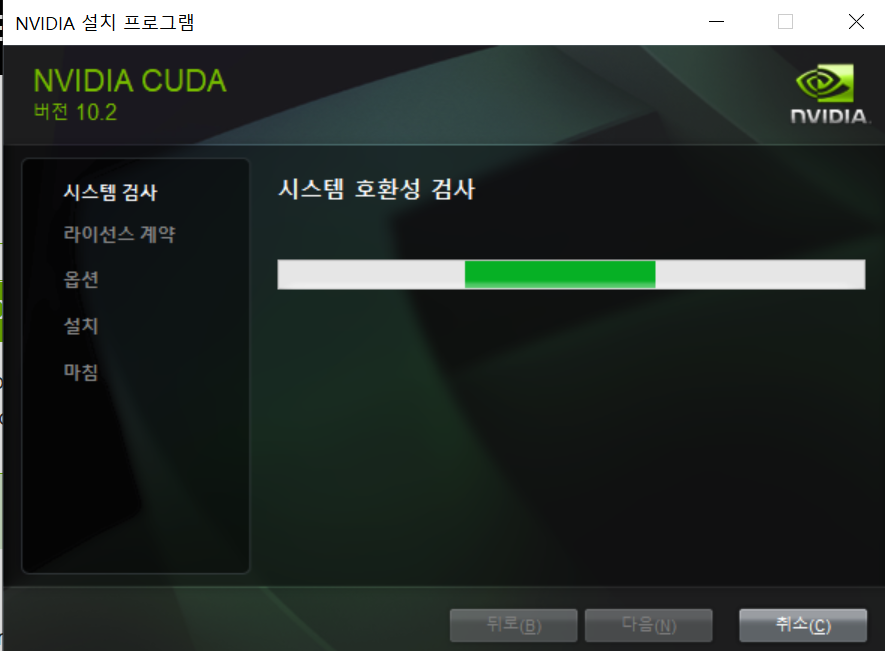 NVIDIA 설치 프로그램
NVIDIA CUDA
버전 10.2
NVIDIA.
시스템 검사
라이선스 계약
옵션
설치
마침
시스템 호환성 검사
뒤로(B)
다음(N)
취소(C)